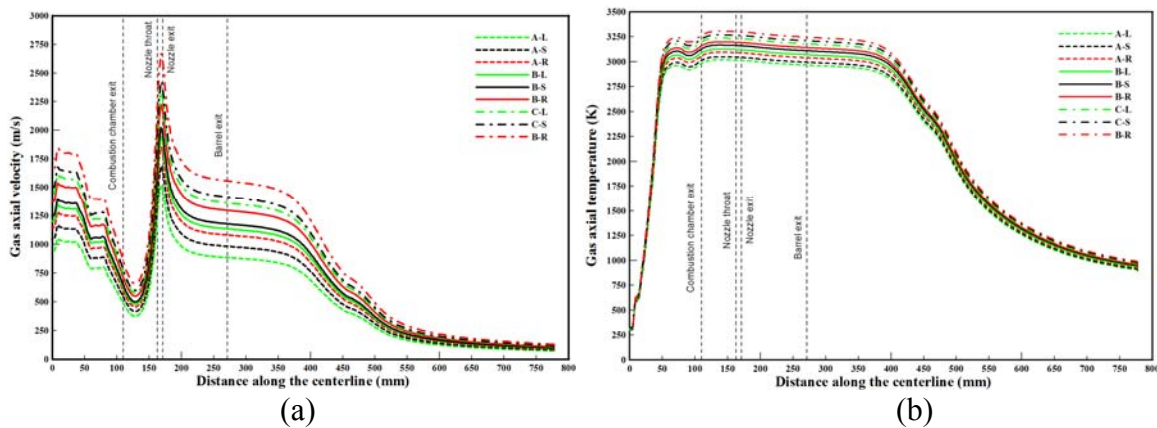 3000
2750
2500
2250
2000
1750
1500
1250
1000
750
500
250
0
Gas axial velocity (m/s)
Combustion chamber exit
Nozzle throat
Nozzle exit
Barrel exit
A-L
A-S
A-R
B-L
B-S
B-R
C-L
C-S
B-R
0 50 100 150 200 250 300 350 400 450 500 550 600 650 700 750 800
Distance along the centerline (mm)
(a)
3500
3250
3000
2750
2500
2250
2000
1750
1500
1250
1000
750
500
250
0
Gas axial temperature (K)
Combustion chamber exit
Nozzle throat
Nozzle exit
Barrel exit
A-L
A-S
A-R
B-L
B-S
B-R
C-L
C-S
B-R
0 50 100 150 200 250 300 350 400 450 500 550 600 650 700 750 800
Distance along the centerline (mm)
(b)